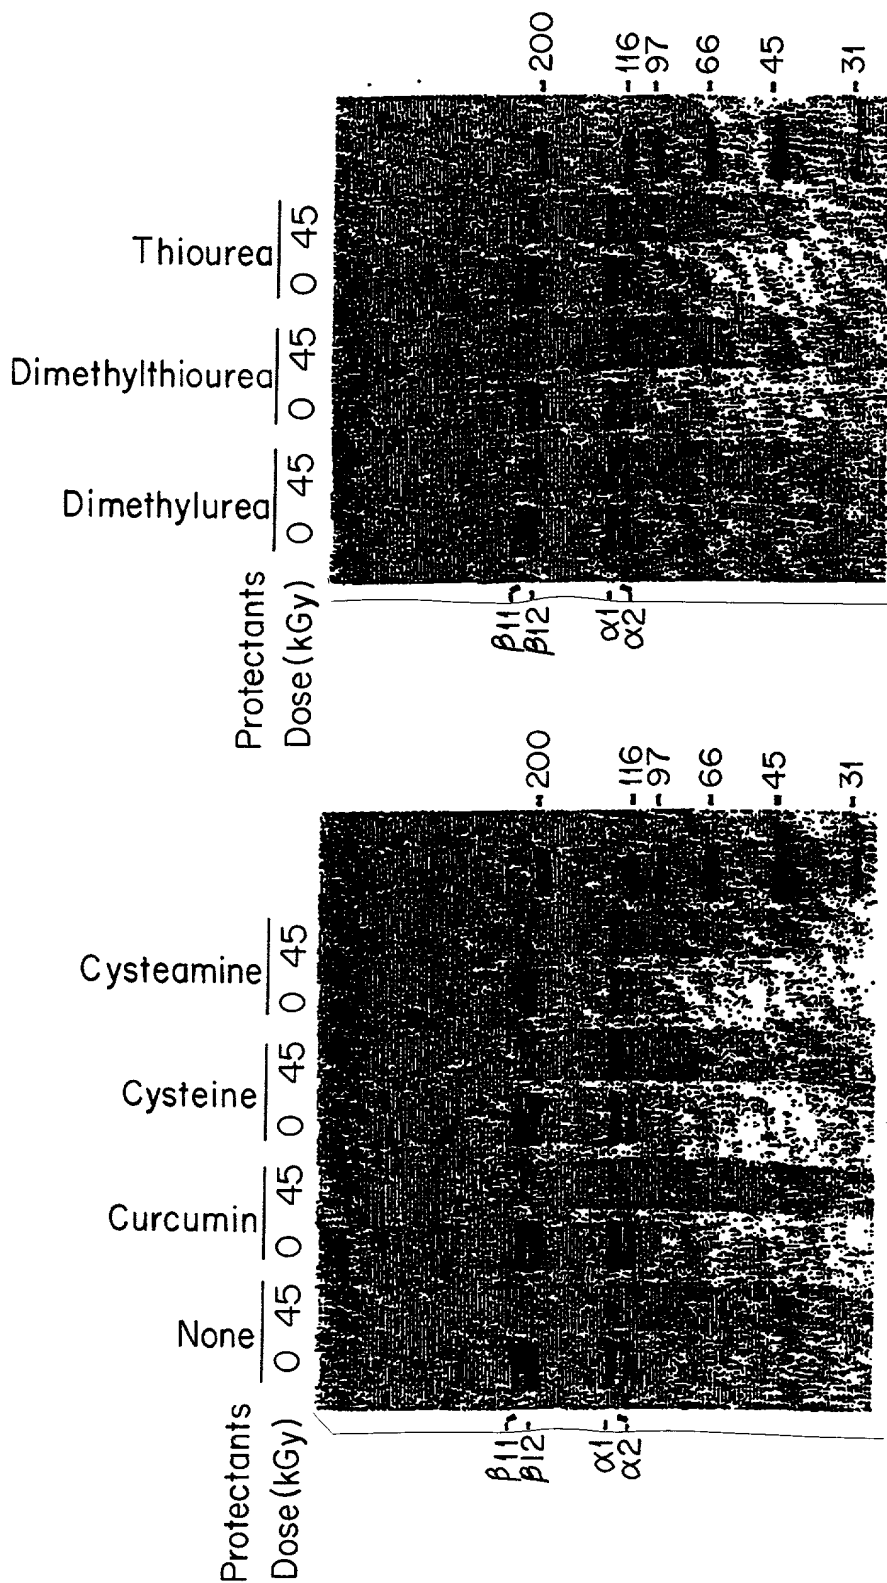 Protectants
None
Curcumin
Cysteine
Cysteamine
Dose (kGy)
0 45
0 45
0 45
0 45
β11
β12
α1
α2
-200
-116
-97
-66
-45
-31
Protectants
Dimethylurea
Dimethylthiourea
Thiourea
Dose (kGy)
0 45
0 45
0 45
β11
β12
α1
α2
-200
-116
-97
-66
-45
-31